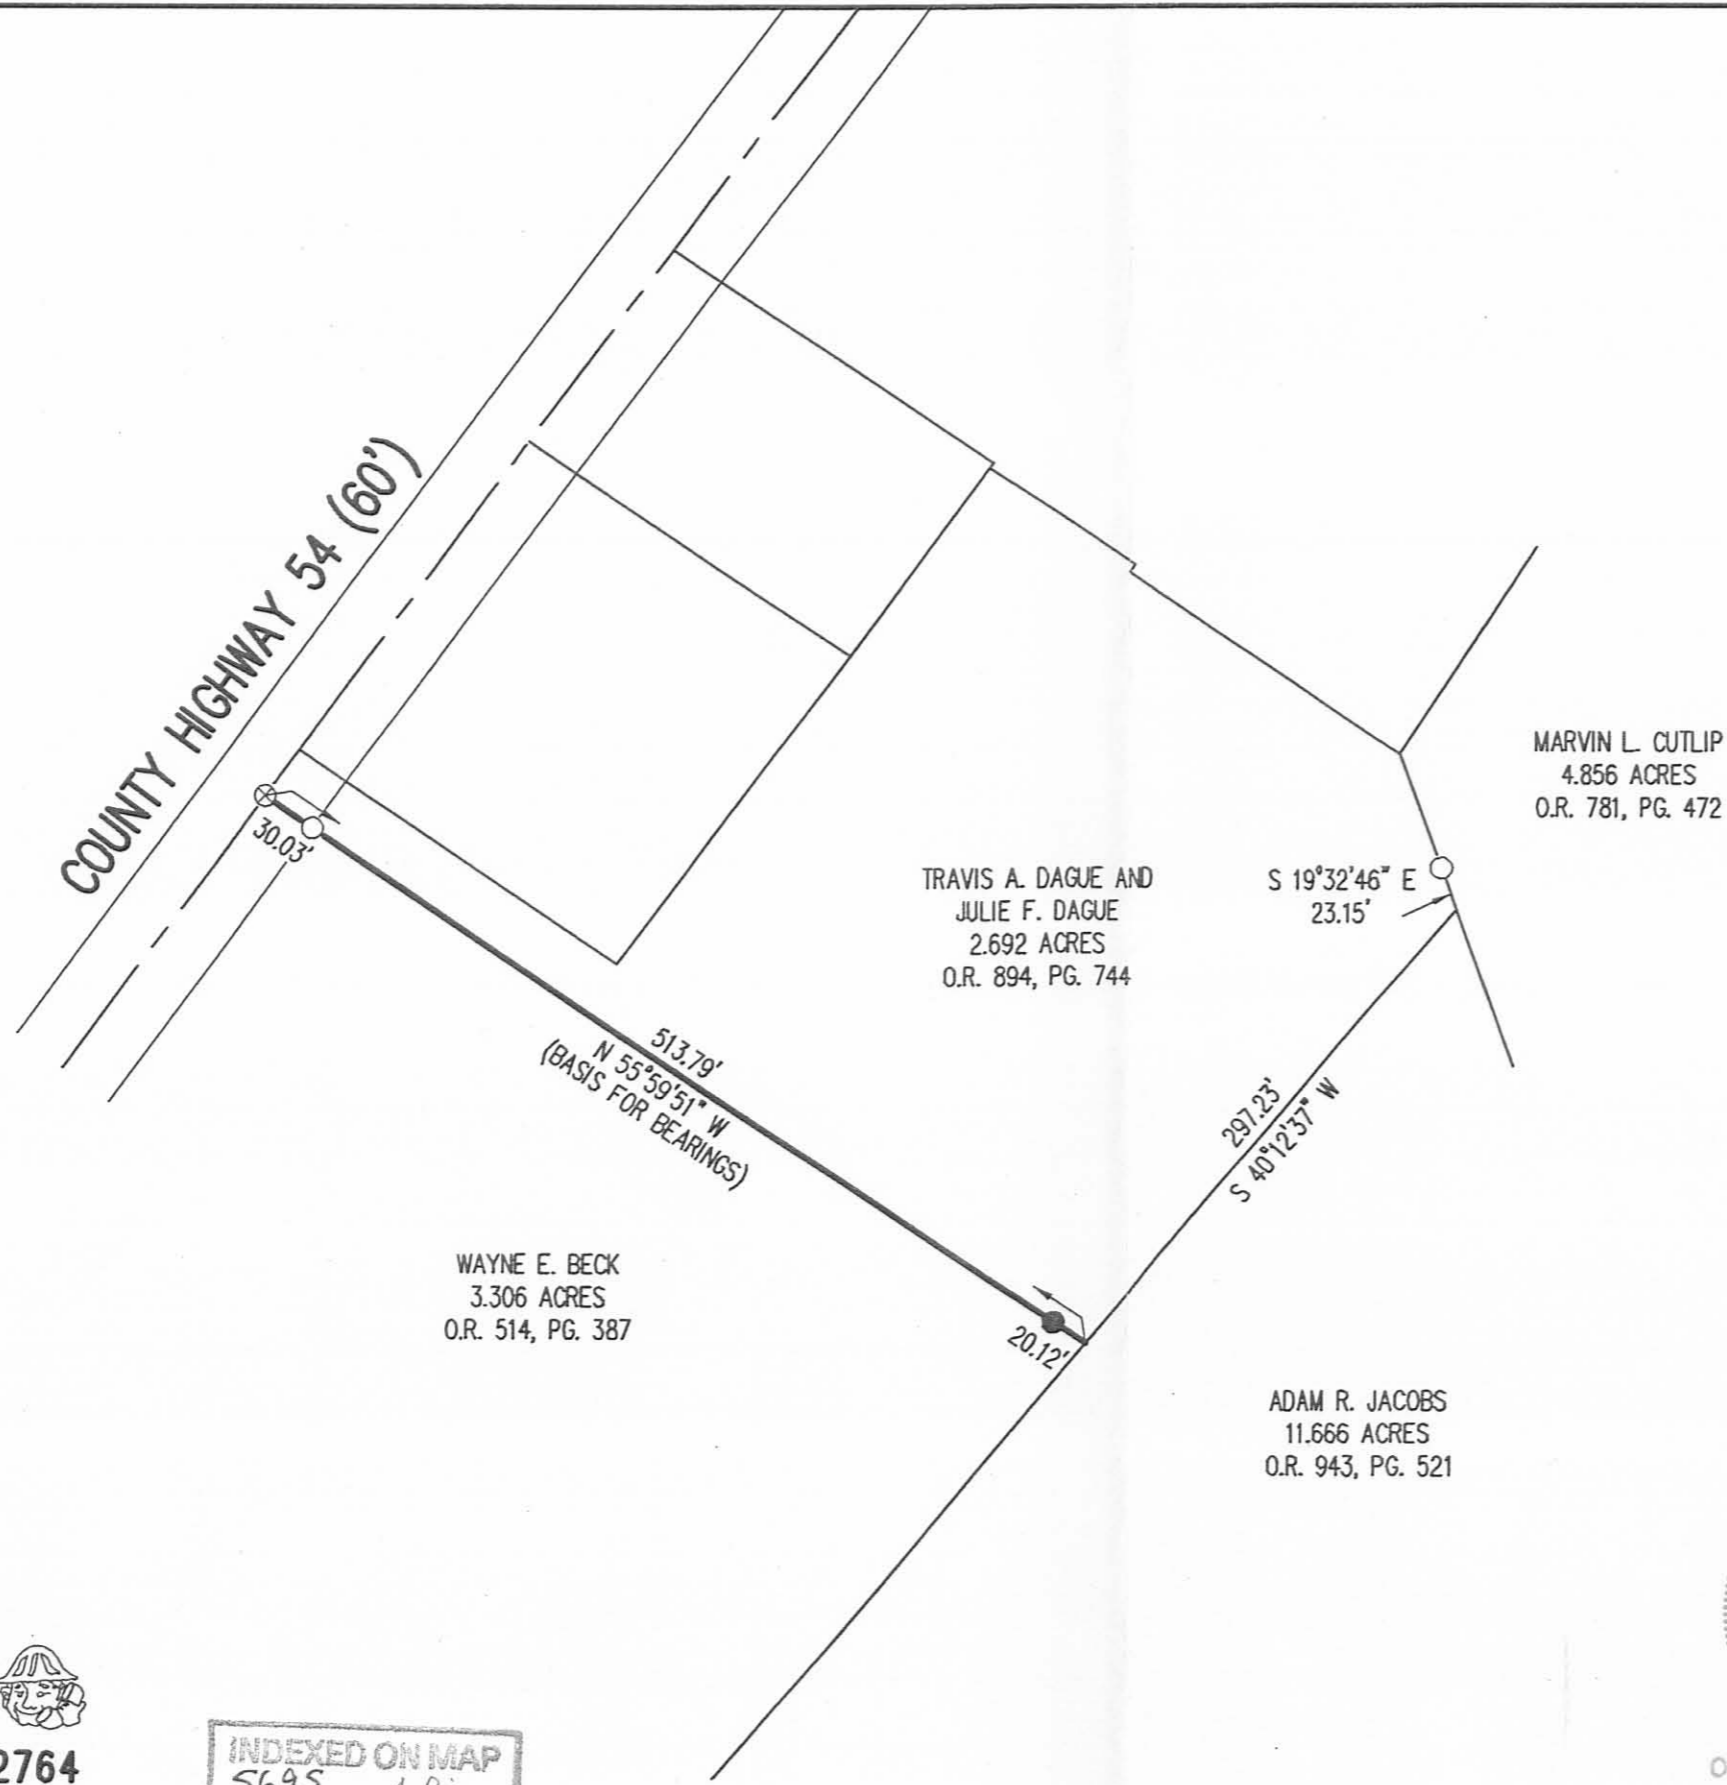 COUNTY HIGHWAY 54 (60')
MARVIN L. CUTLIP
4.856 ACRES
O.R. 781, PG. 472
30.03'
TRAVIS A. DAGUE AND
JULIE F. DAGUE
2.692 ACRES
O.R. 894, PG. 744
S 19°32'46" E
23.15'
513.79'
N 55°59'51" W
(BASIS FOR BEARINGS)
297.23'
S 40°12'37" W
WAYNE E. BECK
3.306 ACRES
O.R. 514, PG. 387
20.12'
ADAM R. JACOBS
11.666 ACRES
O.R. 943, PG. 521
2764
INDEXED ON MAP